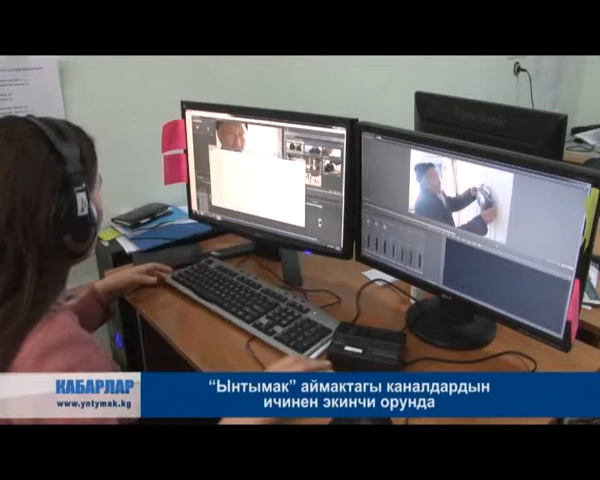 КАБАРЛАР
www.yntymak.kg
“Ынтымак” аймактагы каналдардын
ичинен экинчи орунда